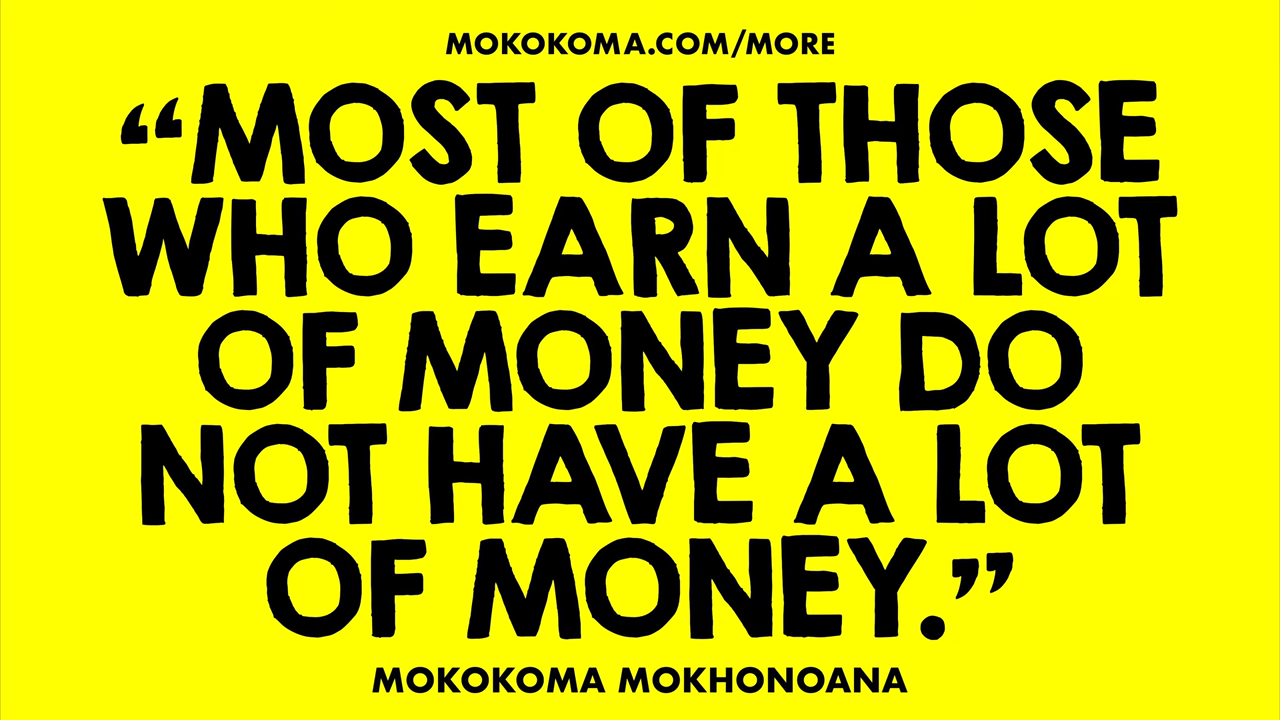 MOKOKOMA.COM/MORE
“MOST OF THOSE
WHO EARN A LOT
OF MONEY DO
NOT HAVE A LOT
OF MONEY.”
MOKOKOMA MOKHONOANA